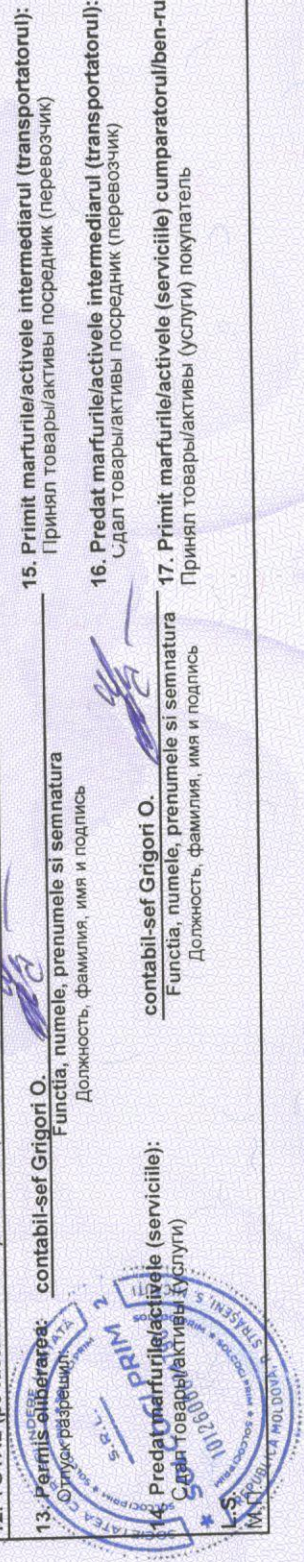 13. Permis eliberarea: contabil-sef Grigori O.
Отпуск разрешил
Functia, numele, prenumele si semnatura
Должность, фамилия, имя и подпись
14. Predat marfurile/activele (serviciile):
Сдал товары/активы (услуги)
contabil-sef Grigori O.
Functia, numele, prenumele si semnatura
Должность, фамилия, имя и подпись
L.S.
М.П.
15. Primit marfurile/activele intermediarul (transportatorul):
Принял товары/активы посредник (перевозчик)
16. Predat marfurile/activele intermediarul (transportatorul):
Сдал товары/активы посредник (перевозчик)
17. Primit marfurile/activele (serviciile) cumparatorul/ben-ru
Принял товары/активы (услуги) покупатель
S.R.L.
PRIM 2